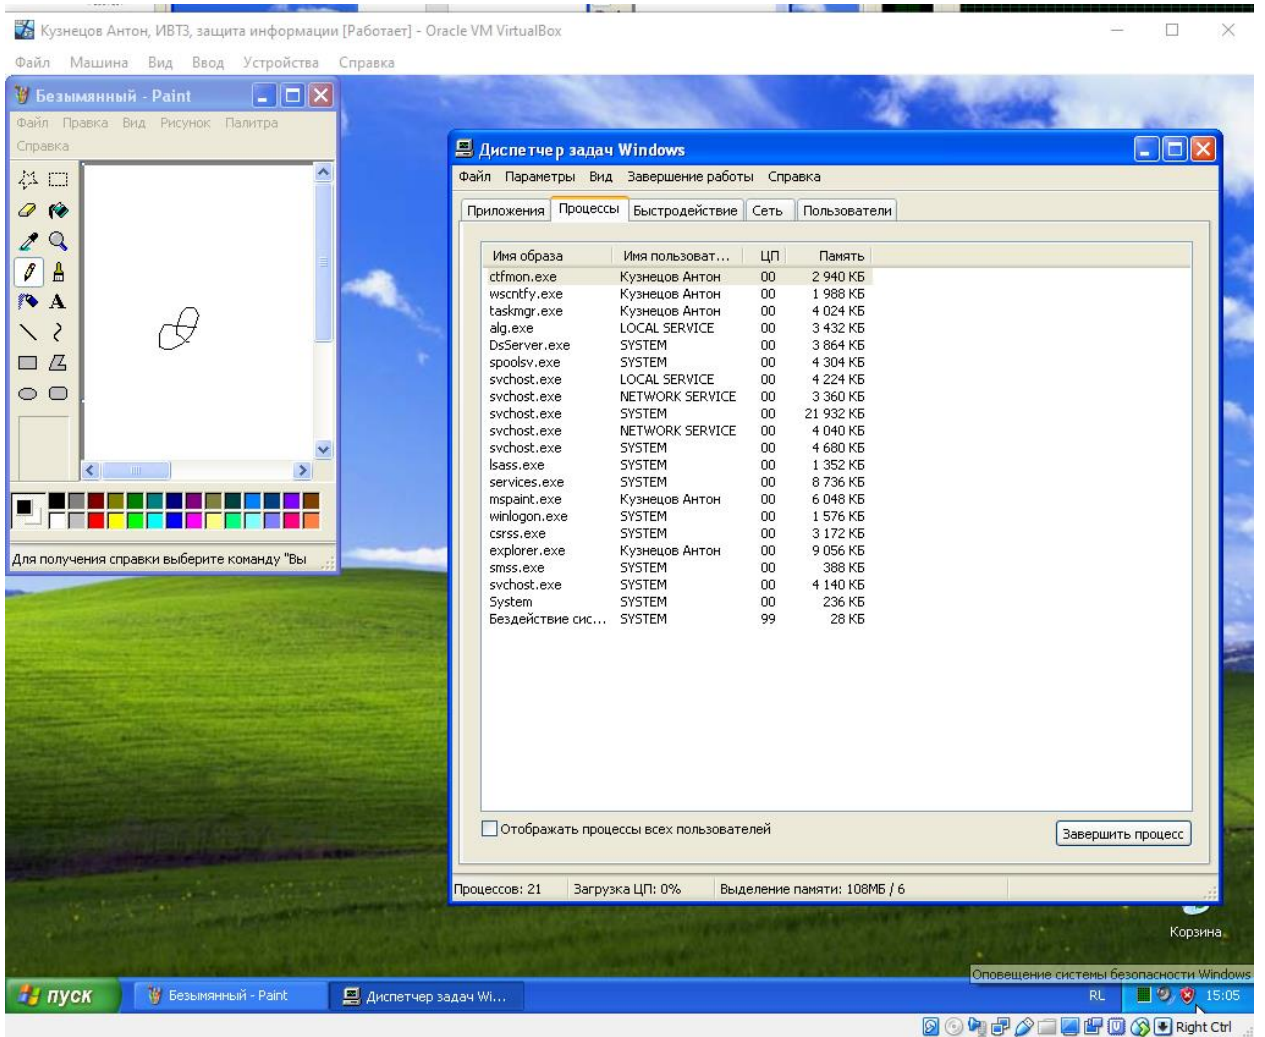 Кузнецов Антон, ИВТЗ, защита информации [Работает] - Oracle VM VirtualBox
Файл Машина Вид Ввод Устройства Справка
Безымянный - Paint
Файл Правка Вид Рисунок Палитра
Справка
Для получения справки выберите команду "Вы
Диспетчер задач Windows
Файл Параметры Вид Завершение работы Справка
Приложения Процессы Быстродействие Сеть Пользователи
Имя образа Имя пользоват... ЦП Память
ctfmon.exe Кузнецов Антон 00 2 940 КБ
wscntfy.exe Кузнецов Антон 00 1 988 КБ
taskmgr.exe Кузнецов Антон 00 4 024 КБ
alg.exe LOCAL SERVICE 00 3 432 КБ
DsServer.exe SYSTEM 00 3 864 КБ
spoolsv.exe SYSTEM 00 4 304 КБ
svchost.exe LOCAL SERVICE 00 4 224 КБ
svchost.exe NETWORK SERVICE 00 3 360 КБ
svchost.exe SYSTEM 00 21 932 КБ
svchost.exe NETWORK SERVICE 00 4 040 КБ
svchost.exe SYSTEM 00 4 680 КБ
lsass.exe SYSTEM 00 1 352 КБ
services.exe SYSTEM 00 8 736 КБ
mspaint.exe Кузнецов Антон 00 6 048 КБ
winlogon.exe SYSTEM 00 1 576 КБ
csrss.exe SYSTEM 00 3 172 КБ
explorer.exe Кузнецов Антон 00 9 056 КБ
smss.exe SYSTEM 00 388 КБ
svchost.exe SYSTEM 00 4 140 КБ
System SYSTEM 00 236 КБ
Бездействие сис... SYSTEM 99 28 КБ
Отображать процессы всех пользователей
Завершить процесс
Процессов: 21 Загрузка ЦП: 0% Выделение памяти: 108МБ / 6
Корзина
Оповещение системы безопасности Windows
пуск Безымянный - Paint Диспетчер задач Wi... RL 15:05
Right Ctrl